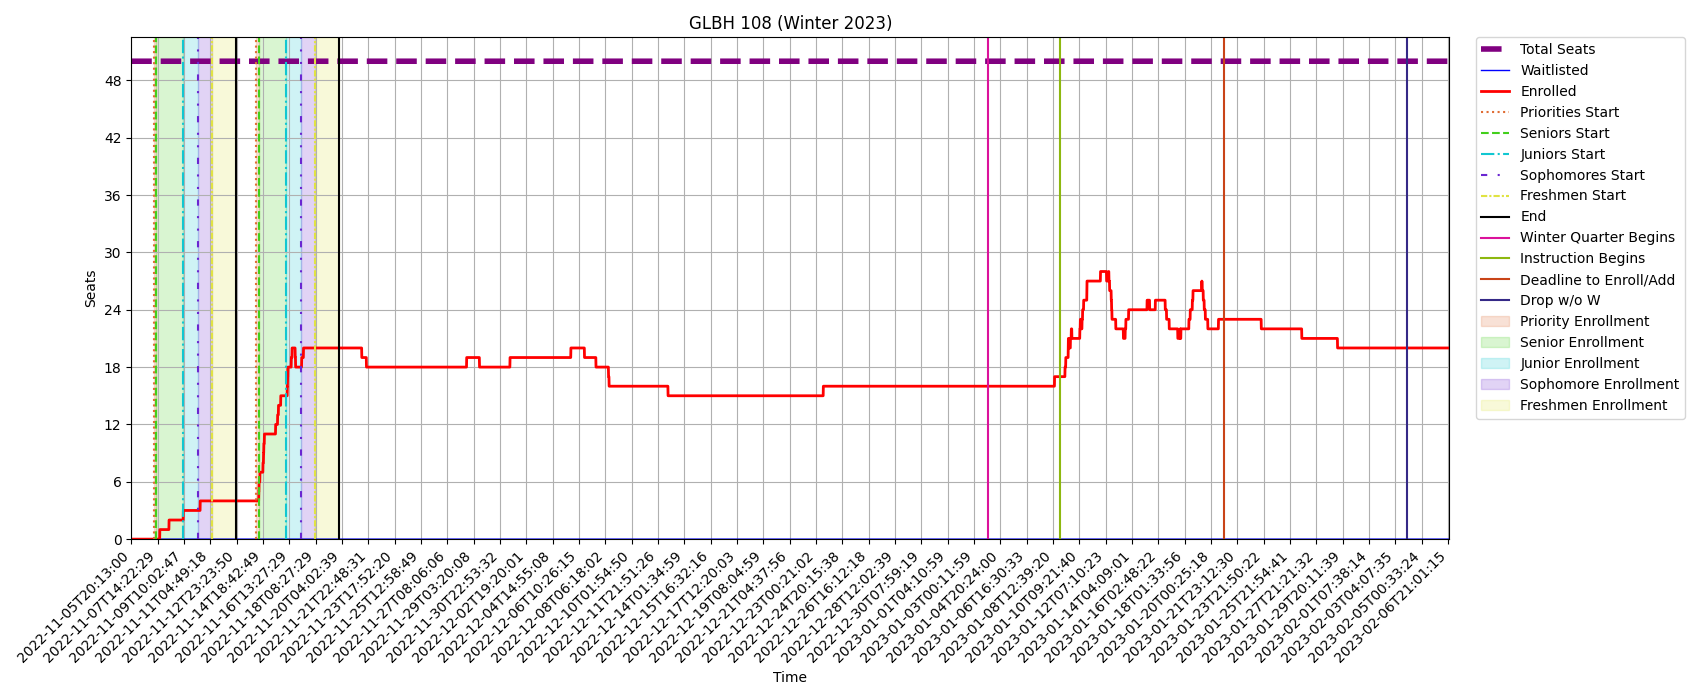 GLBH 108 (Winter 2023)
Seats
48
42
36
30
24
18
12
6
0
2022-11-05T20:13:00
2022-11-07T14:22:29
2022-11-09T10:02:47
2022-11-11T04:49:18
2022-11-12T23:23:50
2022-11-14T18:42:49
2022-11-16T13:27:29
2022-11-18T08:27:29
2022-11-20T04:02:39
2022-11-21T22:48:31
2022-11-23T17:52:20
2022-11-25T12:58:49
2022-11-27T08:06:06
2022-11-29T03:20:08
2022-11-30T22:53:32
2022-12-02T19:20:01
2022-12-04T14:55:08
2022-12-06T10:26:15
2022-12-08T06:18:02
2022-12-10T01:54:50
2022-12-11T21:51:26
2022-12-14T01:34:59
2022-12-15T16:32:16
2022-12-17T12:20:03
2022-12-19T08:04:59
2022-12-21T04:37:56
2022-12-23T00:21:02
2022-12-24T20:15:38
2022-12-26T16:12:18
2022-12-28T12:02:39
2022-12-30T07:59:19
2023-01-01T04:10:59
2023-01-03T00:11:59
2023-01-04T20:24:00
2023-01-06T16:30:33
2023-01-08T12:39:20
2023-01-10T09:21:40
2023-01-12T07:10:23
2023-01-14T04:09:01
2023-01-16T02:48:22
2023-01-18T01:33:56
2023-01-20T00:25:18
2023-01-21T23:12:30
2023-01-23T21:50:22
2023-01-25T21:54:41
2023-01-27T21:21:32
2023-01-29T20:11:39
2023-02-01T07:38:14
2023-02-03T04:07:35
2023-02-05T00:33:24
2023-02-06T21:01:15
Time
Total Seats
Waitlisted
Enrolled
Priorities Start
Seniors Start
Juniors Start
Sophomores Start
Freshmen Start
End
Winter Quarter Begins
Instruction Begins
Deadline to Enroll/Add
Drop w/o W
Priority Enrollment
Senior Enrollment
Junior Enrollment
Sophomore Enrollment
Freshmen Enrollment